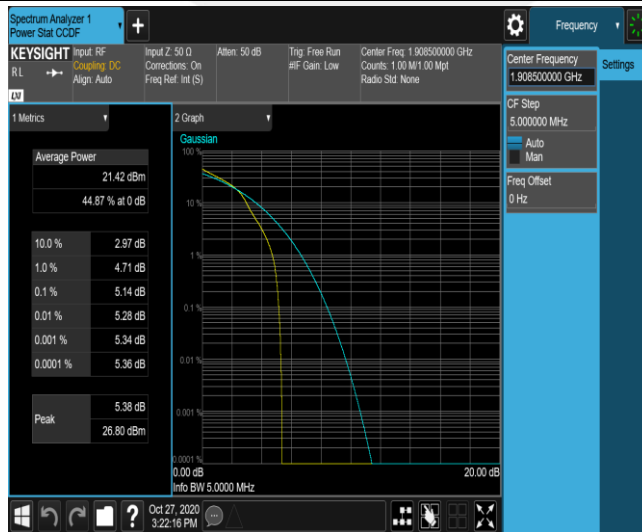 Spectrum Analyzer 1
Power Stat CCDF
+
Frequency
KEYSIGHT
RL
LXI
Input: RF
Coupling: DC
Align: Auto
Input Z: 50 Ω
Corrections: On
Freq Ref: Int (S)
Atten: 50 dB
Trig: Free Run
#IF Gain: Low
Center Freq: 1.908500000 GHz
Counts: 1.00 M/1.00 Mpt
Radio Std: None
Center Frequency
1.908500000 GHz
Settings
CF Step
5.000000 MHz
Auto
Man
Freq Offset
0 Hz
1 Metrics
Average Power
21.42 dBm
44.87 % at 0 dB
10.0 % 2.97 dB
1.0 % 4.71 dB
0.1 % 5.14 dB
0.01 % 5.28 dB
0.001 % 5.34 dB
0.0001 % 5.36 dB
Peak
5.38 dB
26.80 dBm
2 Graph
Gaussian
100 %
10 %
1 %
0.1 %
0.01 %
0.001 %
0.0001 %
0.00 dB 20.00 dB
Info BW 5.0000 MHz
?
Oct 27, 2020
3:22:16 PM